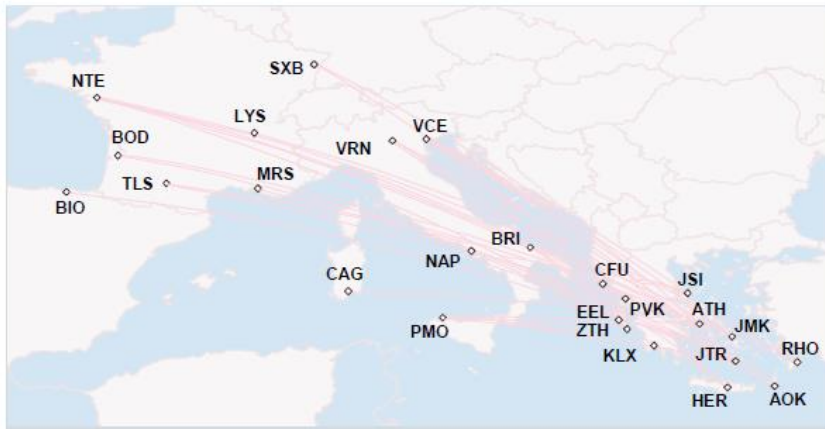 SXB
NTE
LYS
VCE
BOD
VRN
TLS
MRS
BIO
BRI
NAP
CFU
CAG
JSI
EEL
PVK
ATH
PMO
ZTH
JMK
KLX
JTR
RHO
HER
AOK